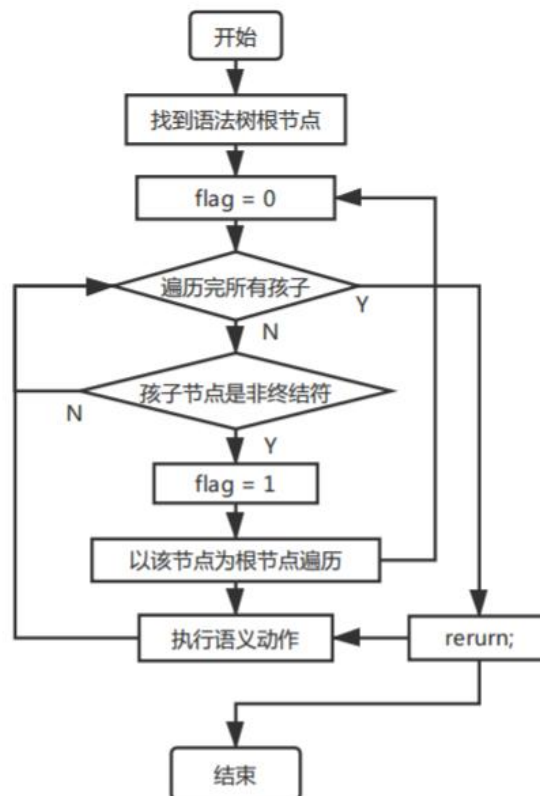 开始
找到语法树根节点
flag = 0
遍历完所有孩子
Y
N
孩子节点是非终结符
N
Y
flag = 1
以该节点为根节点遍历
执行语义动作
rerurn;
结束